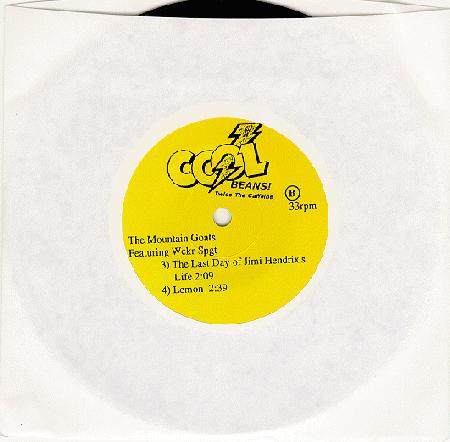 COOL
BEANS!
Twice The Caffeine
B
33rpm
The Mountain Goats
Featuring Wckr Spgt
3) The Last Day of Jimi Hendrix's
Life 2:09
4) Lemon 2:39